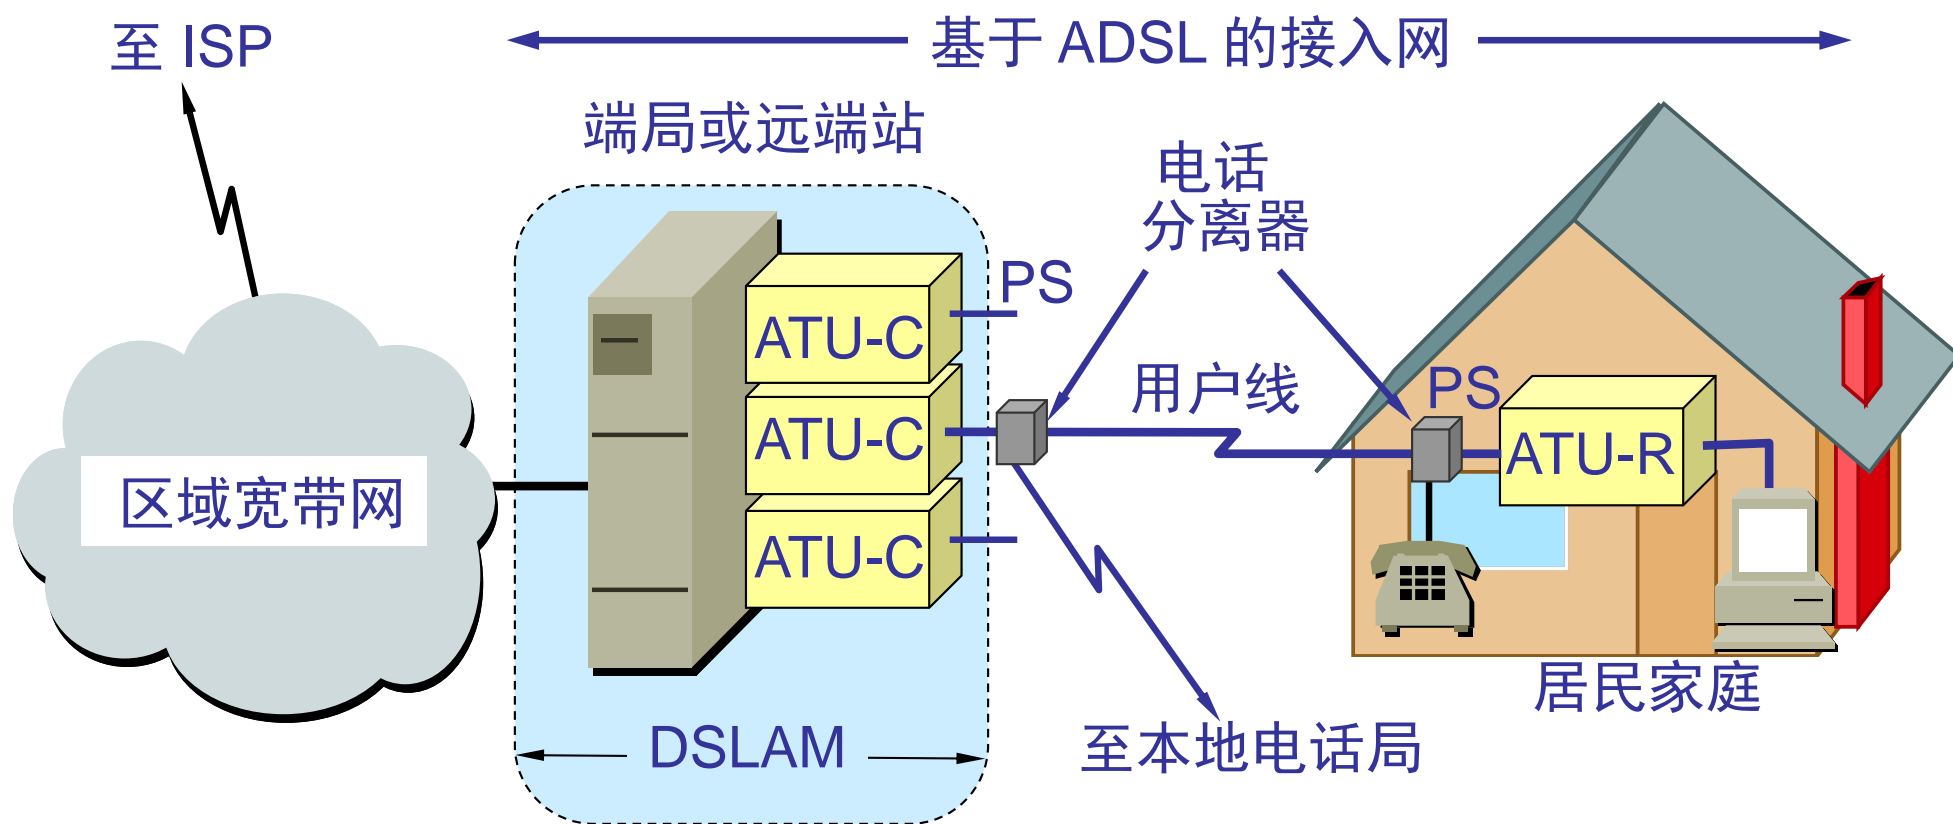 至 ISP
基于 ADSL 的接入网
端局或远端站
电话
分离器
PS
ATU-C
用户线
PS
ATU-C
ATU-R
区域宽带网
ATU-C
居民家庭
DSLAM
至本地电话局